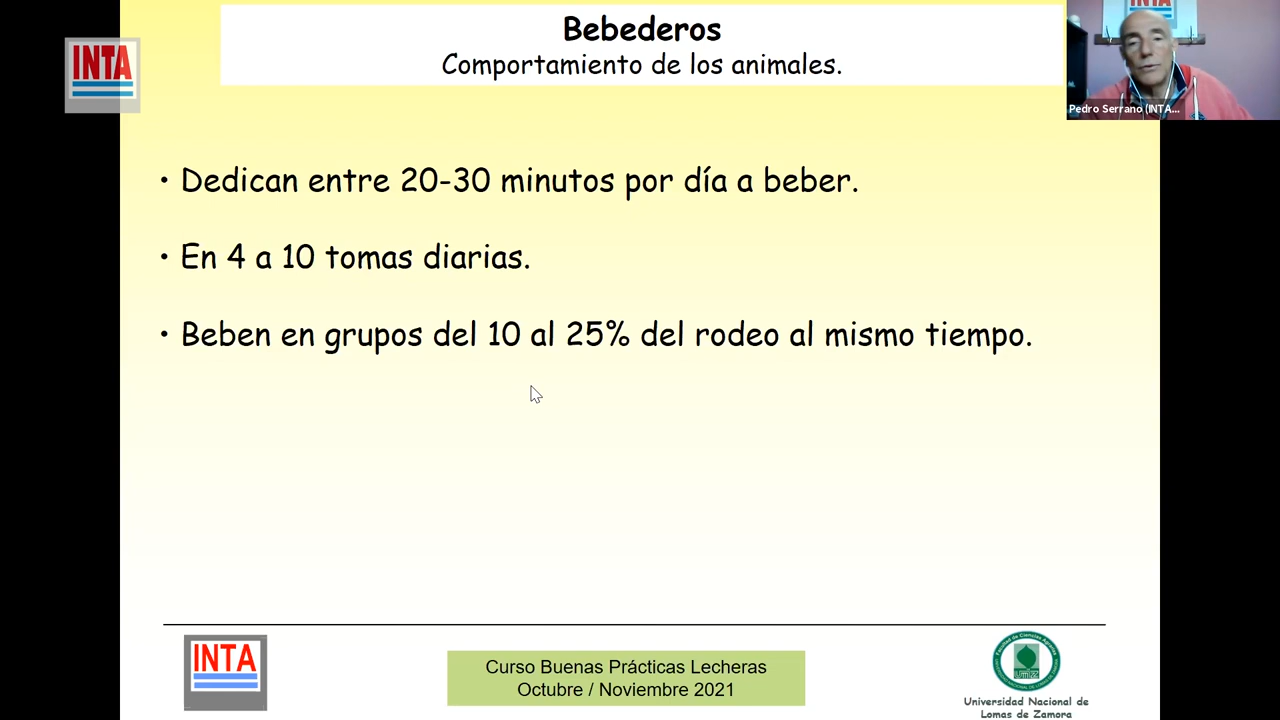 Bebederos
Comportamiento de los animales.
INTA
INTA
Pedro Serrano (INTA...
• Dedican entre 20-30 minutos por día a beber.
• En 4 a 10 tomas diarias.
• Beben en grupos del 10 al 25% del rodeo al mismo tiempo.
INTA
Curso Buenas Prácticas Lecheras
Octubre / Noviembre 2021
Universidad Nacional de
Lomas de Zamora